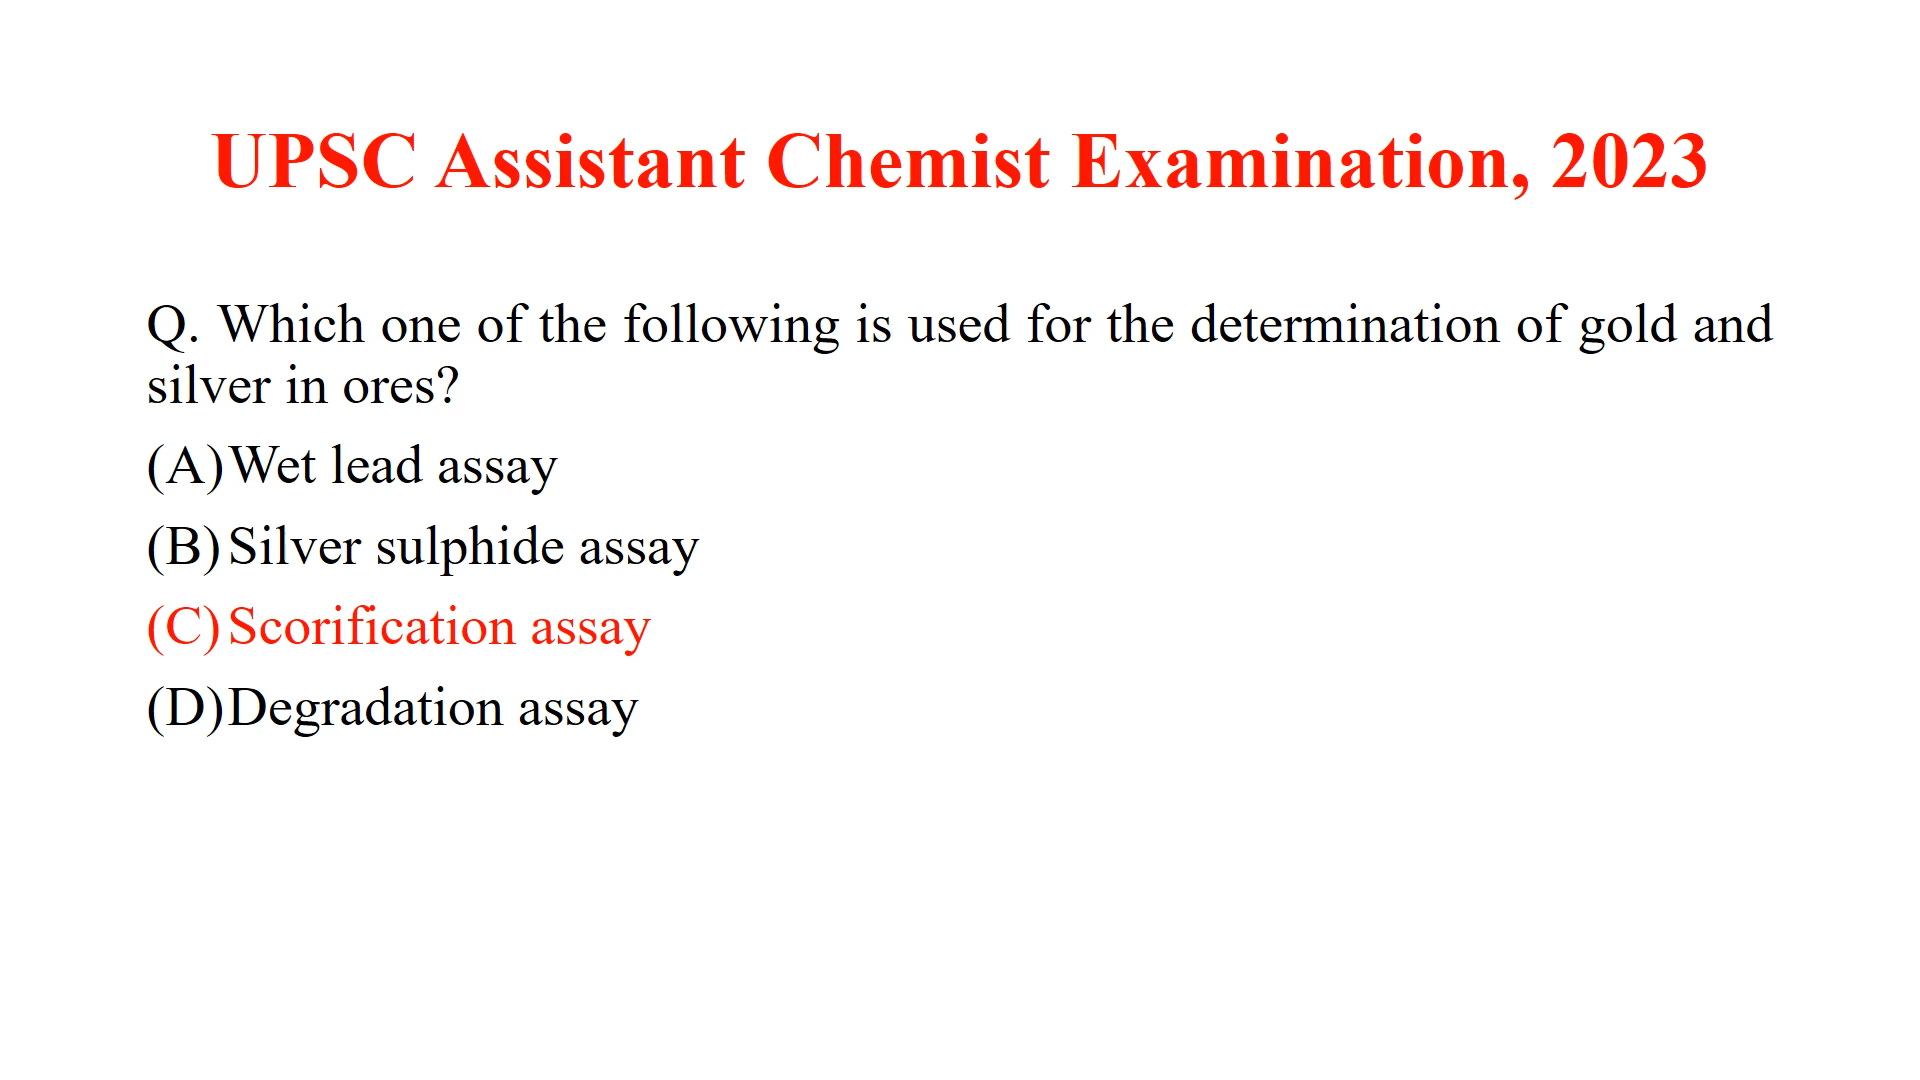 UPSC Assistant Chemist Examination, 2023
Q. Which one of the following is used for the determination of gold and
silver in ores?
(A) Wet lead assay
(B) Silver sulphide assay
(C) Scorification assay
(D) Degradation assay